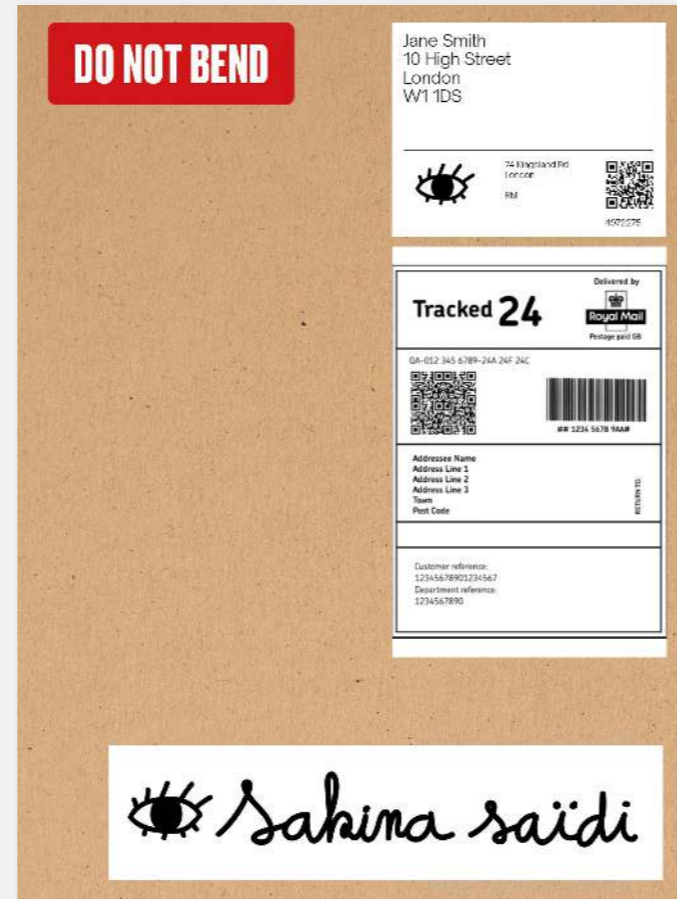 DO NOT BEND
Jane Smith
10 High Street
London
W1 1DS
74 Kingsland Rd
London
RM
4972275
Tracked 24
Delivered by
Royal Mail
Postage paid GB
QA-012 345 6789-24A 24F 24C
## 1234 5678 9AA#
Addressee Name
Address Line 1
Address Line 2
Address Line 3
Town
Post Code
RETURN TO:
Customer reference:
12345678901234567
Department reference:
1234567890
sakina saïdi